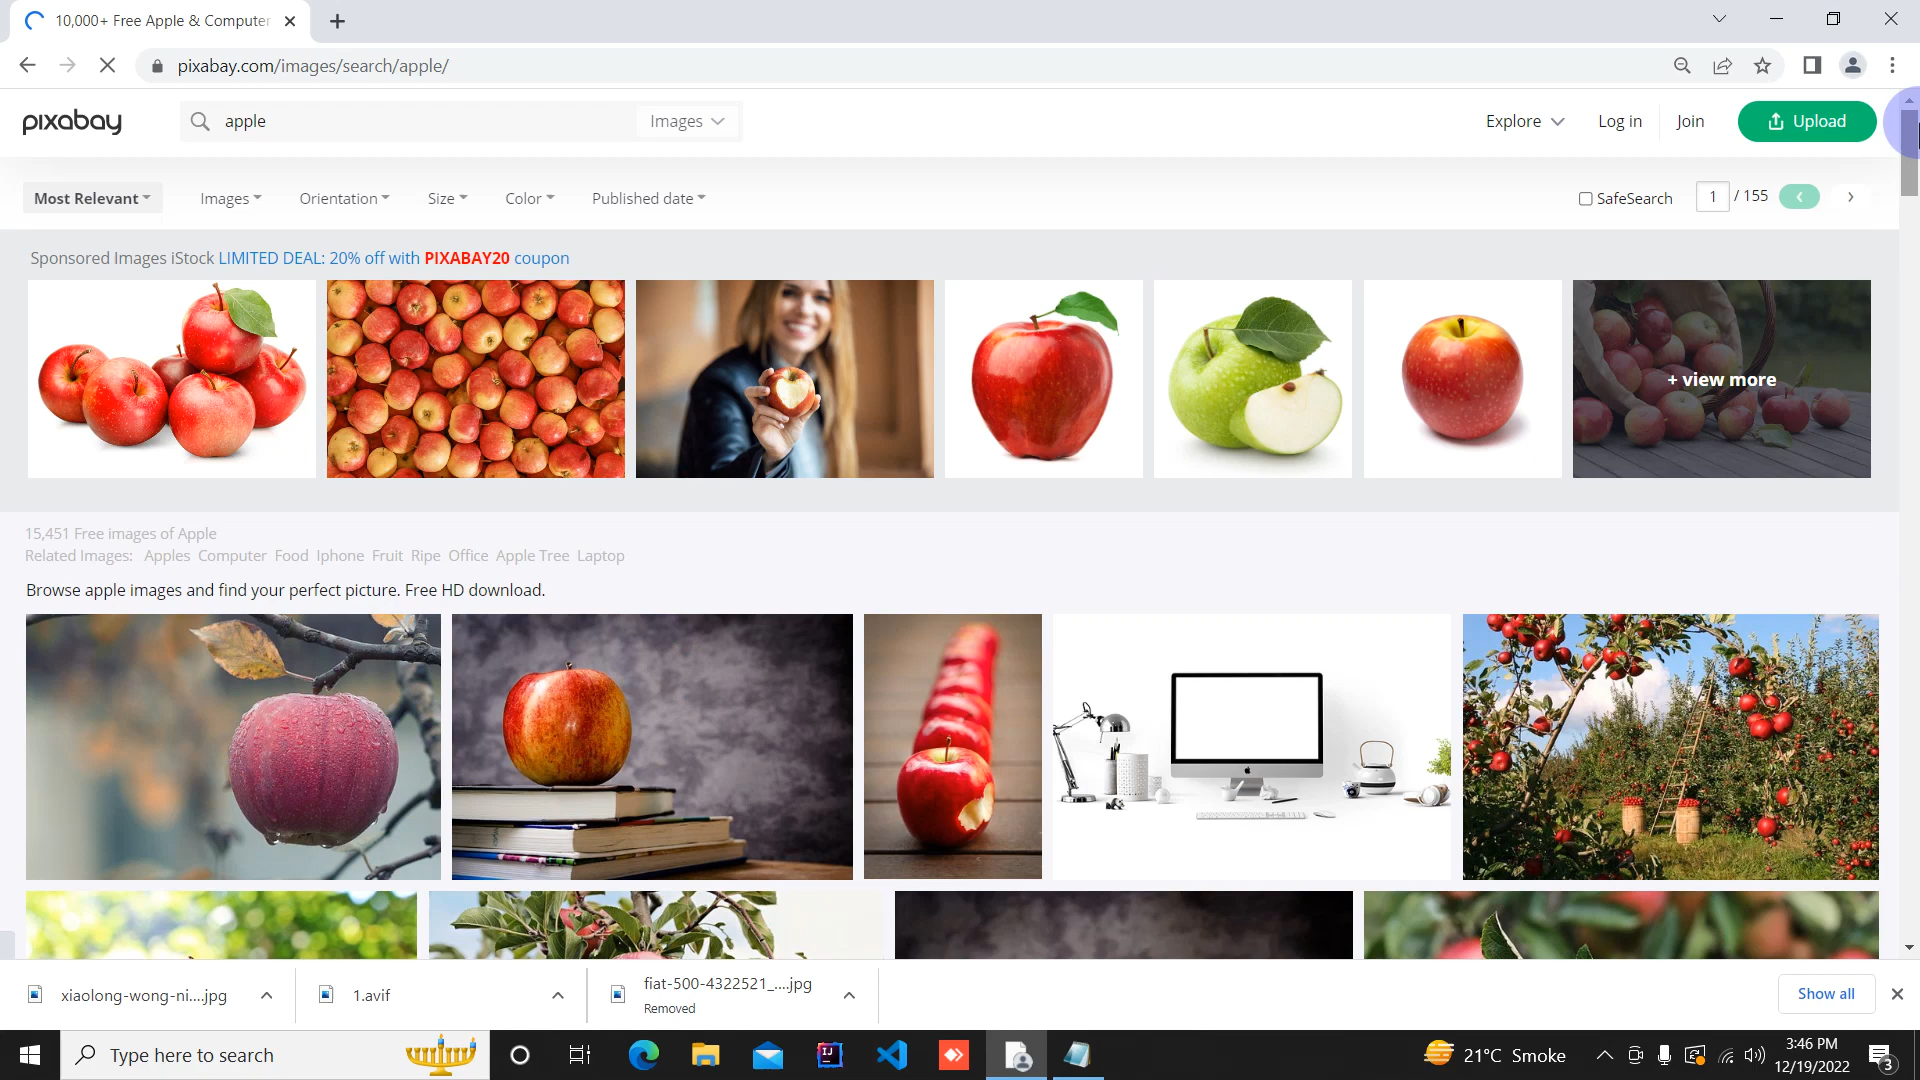 10,000+ Free Apple & Computer
pixabay.com/images/search/apple/
pixabay
apple
Images
Explore
Log in
Join
Upload
Most Relevant
Images
Orientation
Size
Color
Published date
SafeSearch
1 / 155
Sponsored Images iStock LIMITED DEAL: 20% off with PIXABAY20 coupon
+ view more
15,451 Free images of Apple
Related Images: Apples Computer Food Iphone Fruit Ripe Office Apple Tree Laptop
Browse apple images and find your perfect picture. Free HD download.
xiaolong-wong-ni....jpg
1.avif
fiat-500-4322521_....jpg
Removed
Show all
Type here to search
IJ
21°C Smoke
3:46 PM
12/19/2022
3